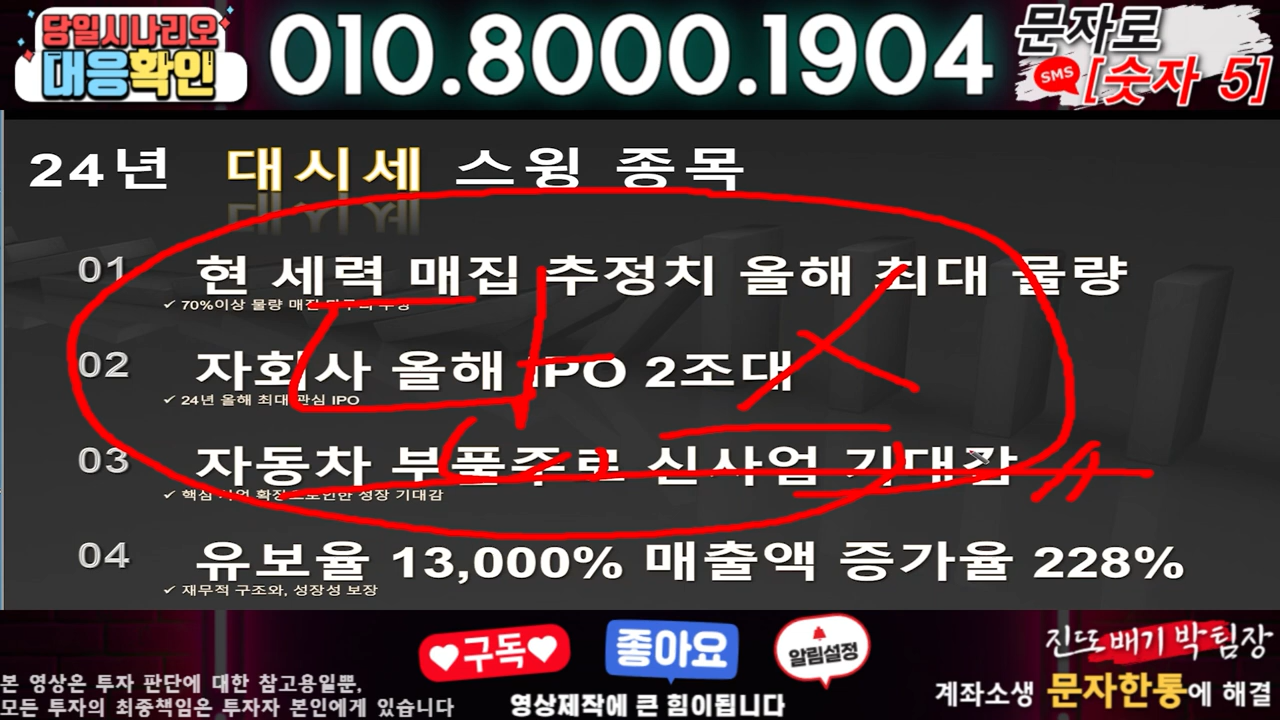 당일시나리오
대응확인
010.8000.1904
문자로
SMS [숫자 5]
24년 대시세 스윙 종목
01 현 세력 매집 추정치 올해 최대 물량
✓ 70%이상 물량 매집
02 자회사 올해 IPO 2조대
✓ 24년 올해 최대 관심 IPO
03 자동차 부품주로 신사업 기대감
✓ 핵심 사업 확장으로인한 성장 기대감
04 유보율 13,000% 매출액 증가율 228%
✓ 재무적 구조와, 성장성 보장
구독
좋아요
알림설정
영상제작에 큰 힘이됩니다
본 영상은 투자 판단에 대한 참고용일뿐,
모든 투자의 최종책임은 투자자 본인에게 있습니다
진또배기 박팀장
계좌소생 문자한통에 해결